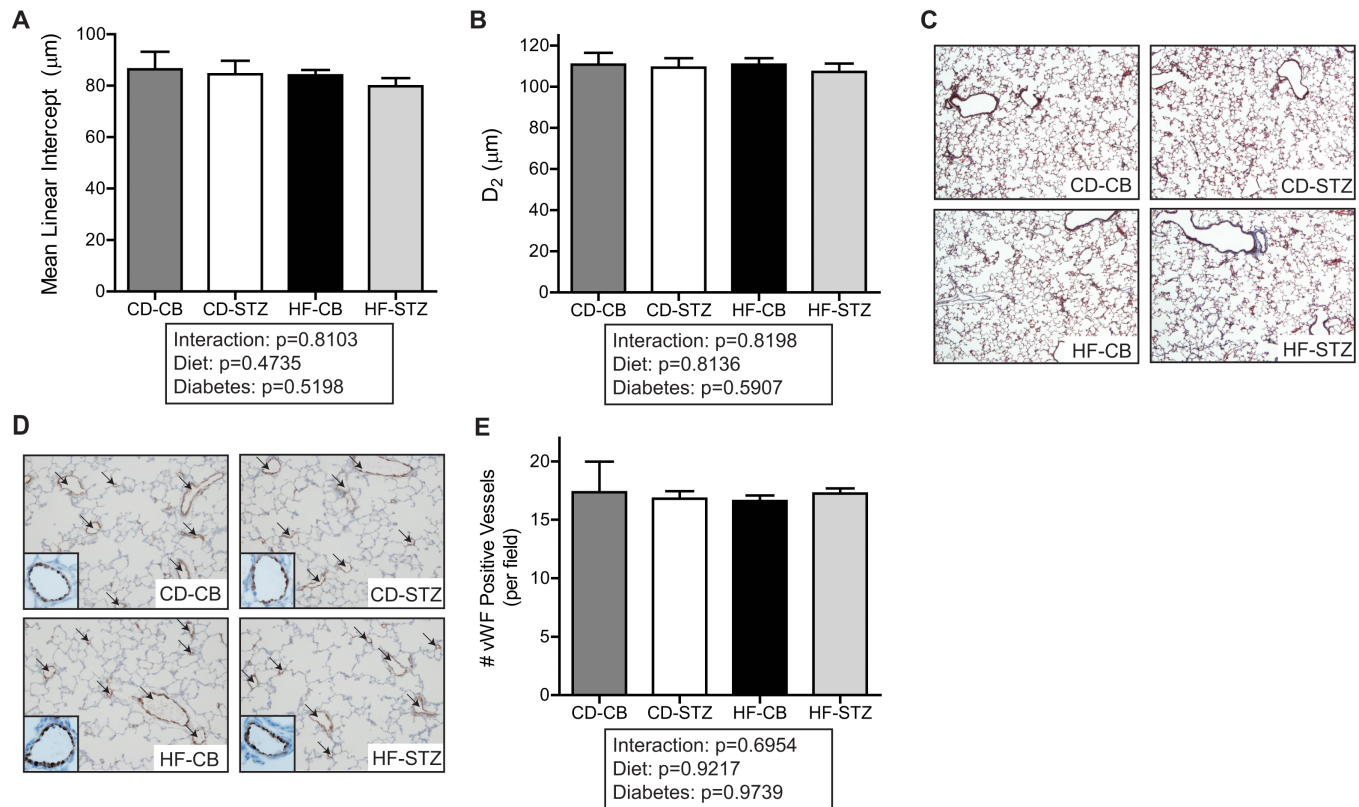 A
Mean Linear Intercept (μm)
100
80
60
40
20
0
CD-CB CD-STZ HF-CB HF-STZ
Interaction: p=0.8103
Diet: p=0.4735
Diabetes: p=0.5198
B
D₂ (μm)
120
100
80
60
40
20
0
CD-CB CD-STZ HF-CB HF-STZ
Interaction: p=0.8198
Diet: p=0.8136
Diabetes: p=0.5907
C
CD-CB
CD-STZ
HF-CB
HF-STZ
D
CD-CB
CD-STZ
HF-CB
HF-STZ
E
# vWF Positive Vessels
(per field)
20
15
10
5
0
CD-CB CD-STZ HF-CB HF-STZ
Interaction: p=0.6954
Diet: p=0.9217
Diabetes: p=0.9739